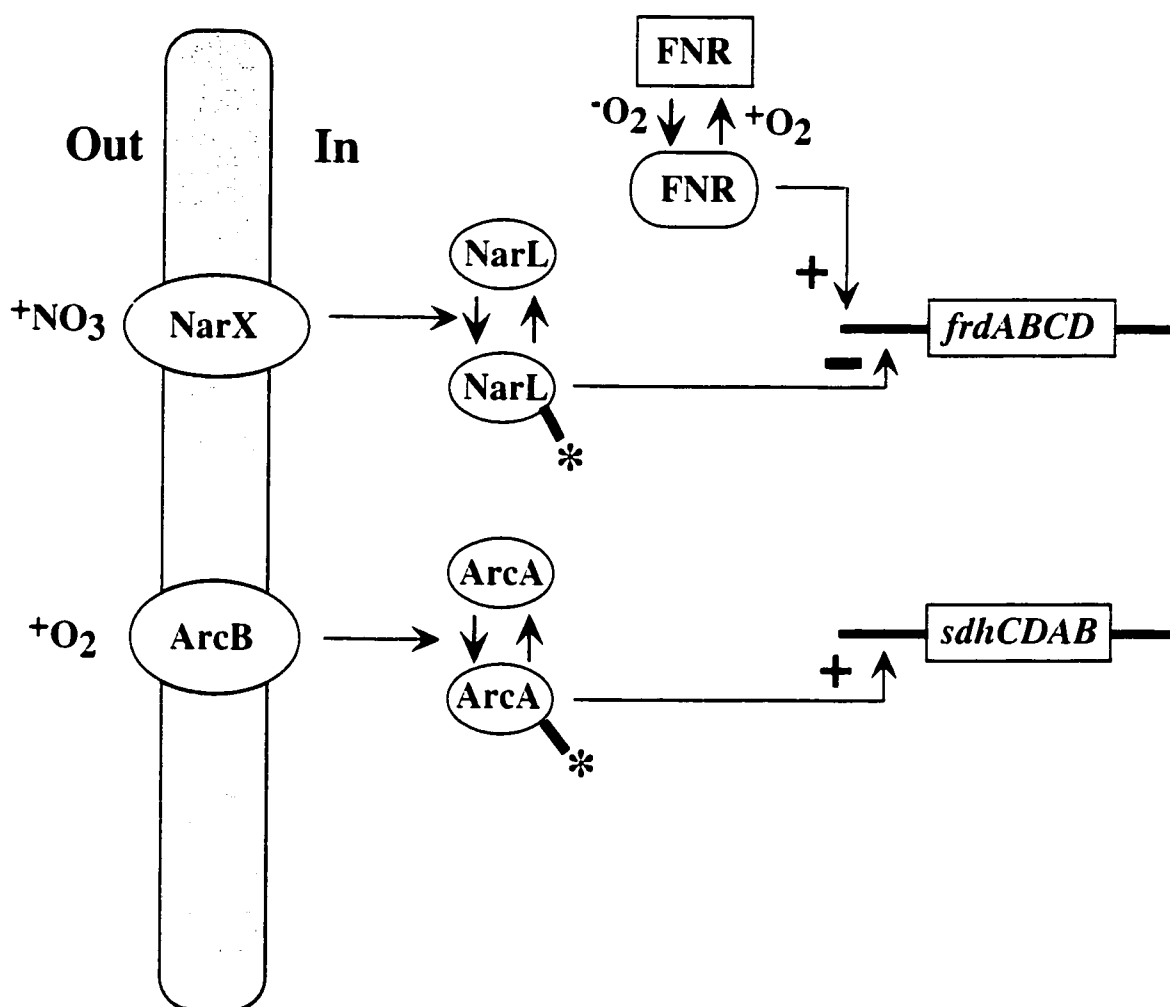 FNR
-O2
+O2
Out
In
FNR
NarL
+
+NO3
NarX
frdABCD
−
NarL
*
ArcA
+O2
ArcB
sdhCDAB
+
ArcA
*